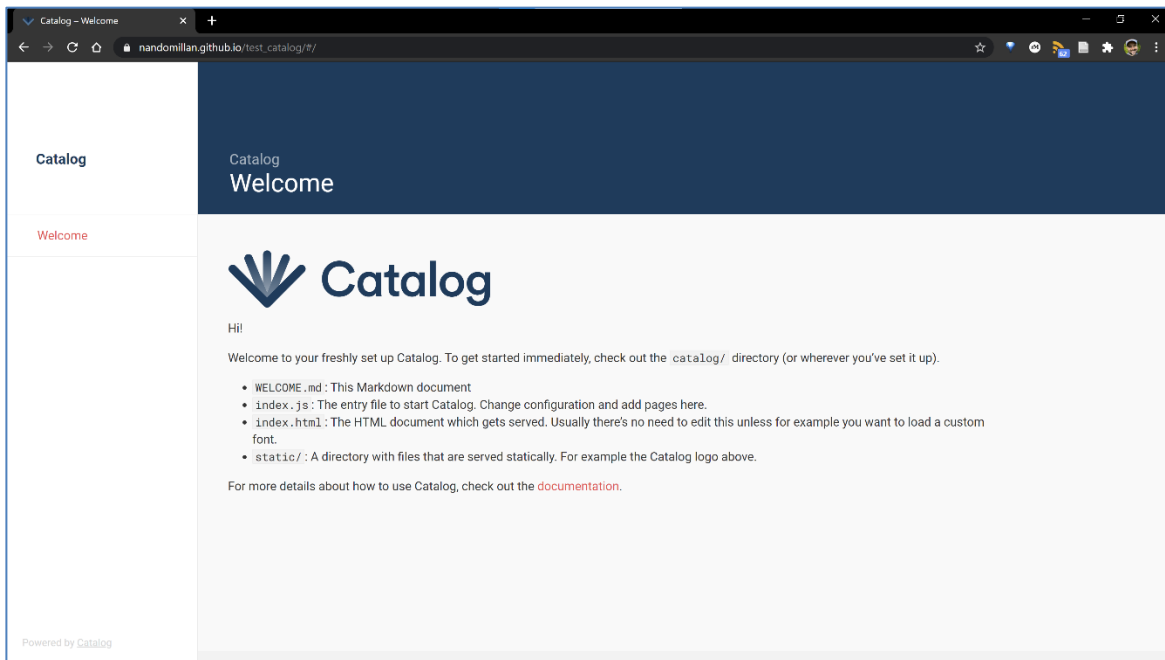 Catalog – Welcome
nandomillan.github.io/test_catalog/#/
62
Catalog
Catalog
Welcome
Welcome
Catalog
Hi!
Welcome to your freshly set up Catalog. To get started immediately, check out the catalog/ directory (or wherever you've set it up).
WELCOME.md: This Markdown document
index.js: The entry file to start Catalog. Change configuration and add pages here.
index.html: The HTML document which gets served. Usually there's no need to edit this unless for example you want to load a custom
font.
static/: A directory with files that are served statically. For example the Catalog logo above.
For more details about how to use Catalog, check out the documentation.
Powered by Catalog